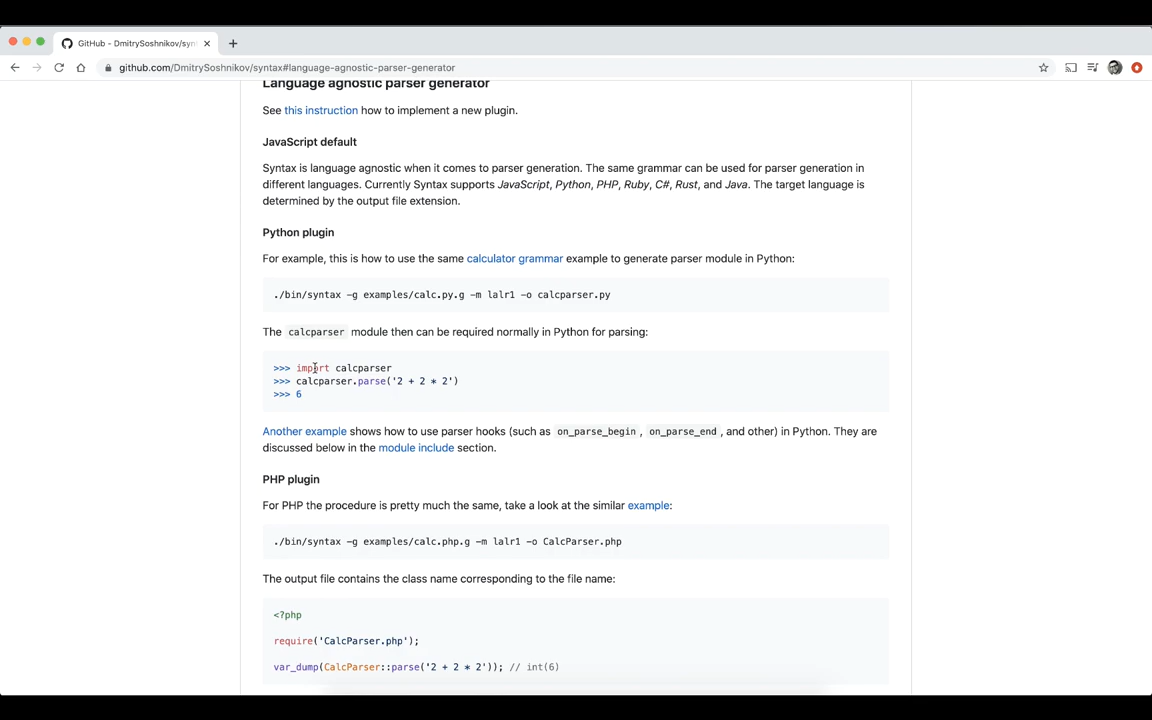 GitHub - DmitrySoshnikov/syn
github.com/DmitrySoshnikov/syntax#language-agnostic-parser-generator
Language agnostic parser generator
See this instruction how to implement a new plugin.
JavaScript default
Syntax is language agnostic when it comes to parser generation. The same grammar can be used for parser generation in
different languages. Currently Syntax supports JavaScript, Python, PHP, Ruby, C#, Rust, and Java. The target language is
determined by the output file extension.
Python plugin
For example, this is how to use the same calculator grammar example to generate parser module in Python:
./bin/syntax -g examples/calc.py.g -m lalr1 -o calcparser.py
The calcparser module then can be required normally in Python for parsing:
>>> import calcparser
>>> calcparser.parse('2 + 2 * 2')
>>> 6
Another example shows how to use parser hooks (such as on_parse_begin, on_parse_end, and other) in Python. They are
discussed below in the module include section.
PHP plugin
For PHP the procedure is pretty much the same, take a look at the similar example:
./bin/syntax -g examples/calc.php.g -m lalr1 -o CalcParser.php
The output file contains the class name corresponding to the file name:
<?php
require('CalcParser.php');
var_dump(CalcParser::parse('2 + 2 * 2')); // int(6)